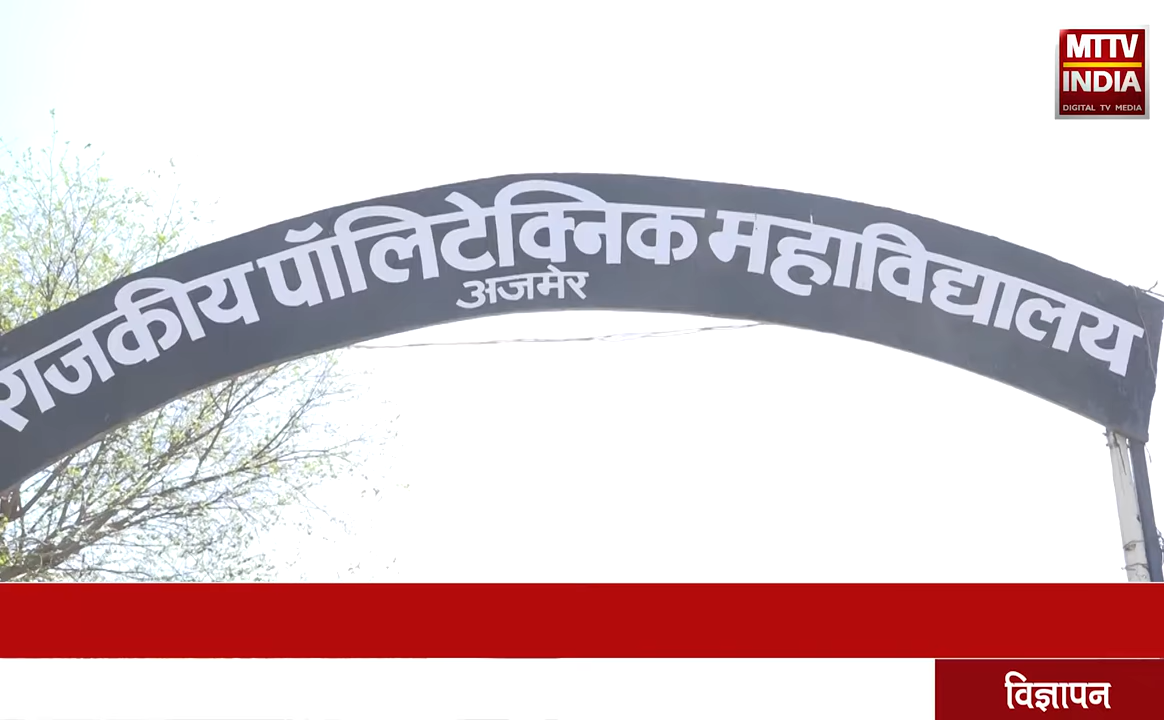 MTTV
INDIA
DIGITAL TV MEDIA
राजकीय पॉलिटेक्निक महाविद्यालय
अजमेर
विज्ञापन